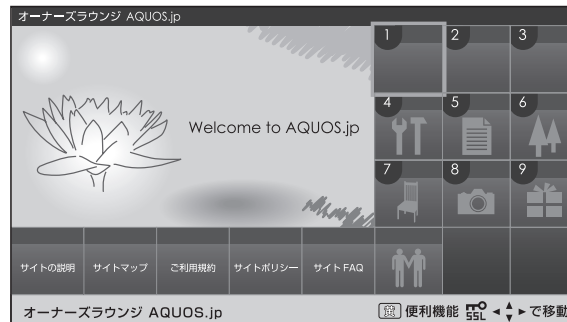 オーナーズラウンジ AQUOS.jp
1 2 3
Welcome to AQUOS.jp
4 5 6
7 8 9
サイトの説明 サイトマップ ご利用規約 サイトポリシー サイト FAQ
オーナーズラウンジ AQUOS.jp 便利機能 SSL で移動